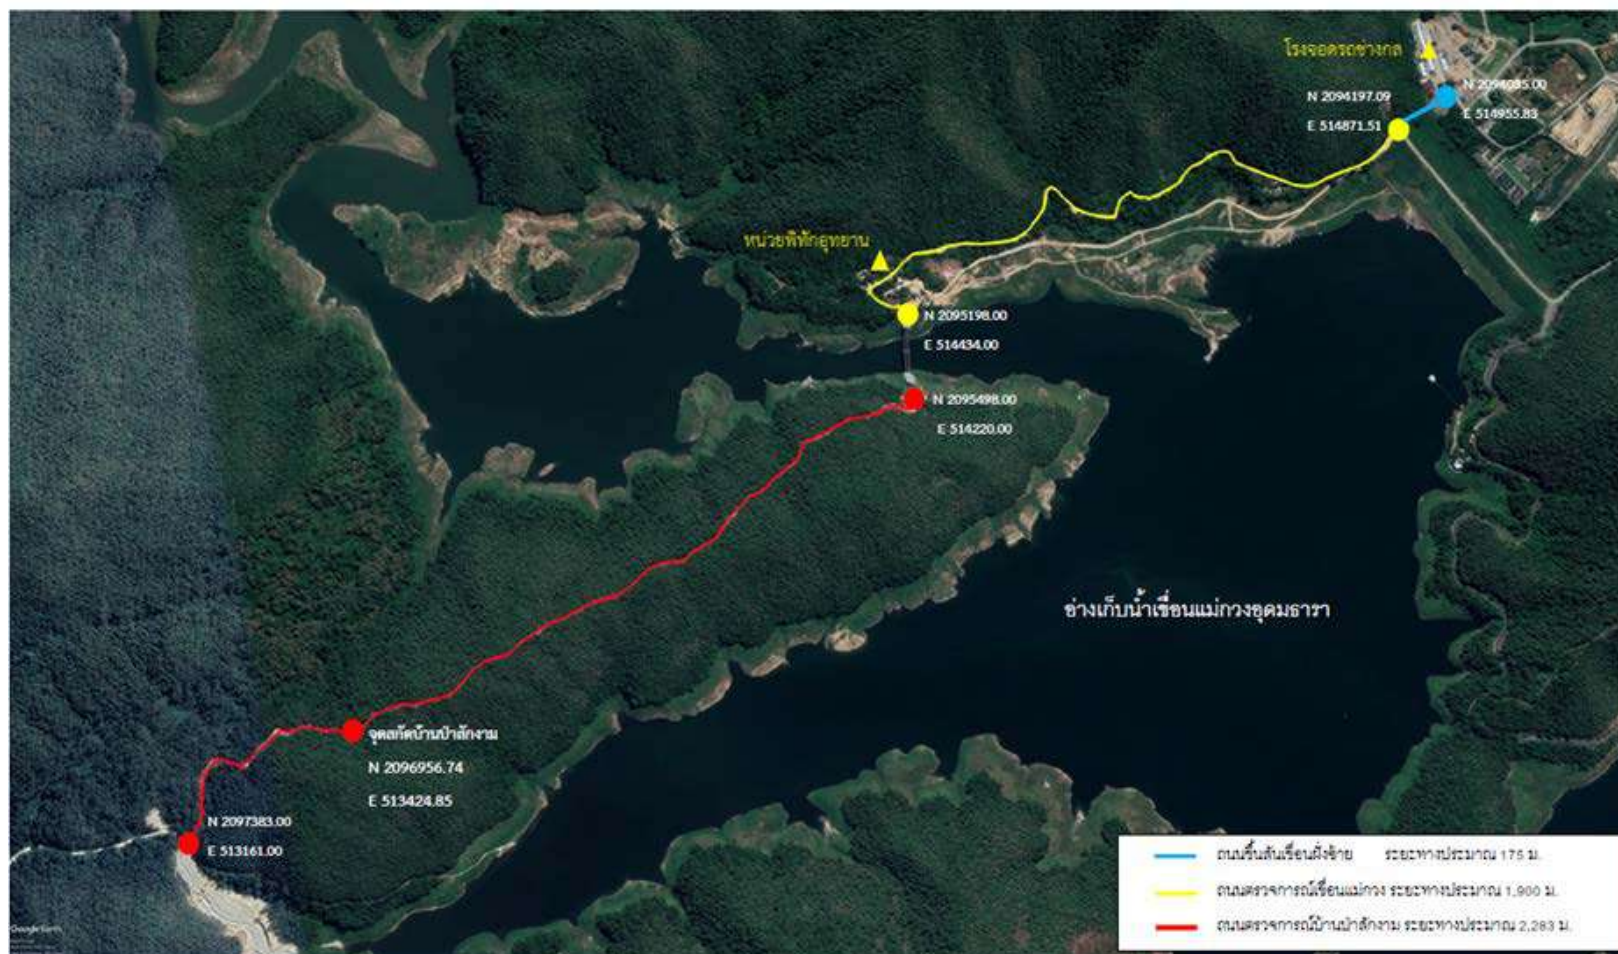 โรงจอดรถช่างกล
N 2094197.09
E 514871.51
N 2094035.00
E 514955.83
หน่วยพิทักอุทยาน
N 2095198.00
E 514434.00
N 2095498.00
E 514220.00
อ่างเก็บน้ำเขื่อนแม่กวงอุดมธารา
จุดสกัดบ้านป่าสักงาม
N 2096956.74
E 513424.85
N 2097383.00
E 513161.00
ถนนขึ้นสันเขื่อนฝั่งซ้าย ระยะทางประมาณ 175 ม.
ถนนตรวจการณ์เขื่อนแม่กวง ระยะทางประมาณ 1,900 ม.
ถนนตรวจการณ์บ้านป่าสักงาม ระยะทางประมาณ 2,283 ม.
Google Earth